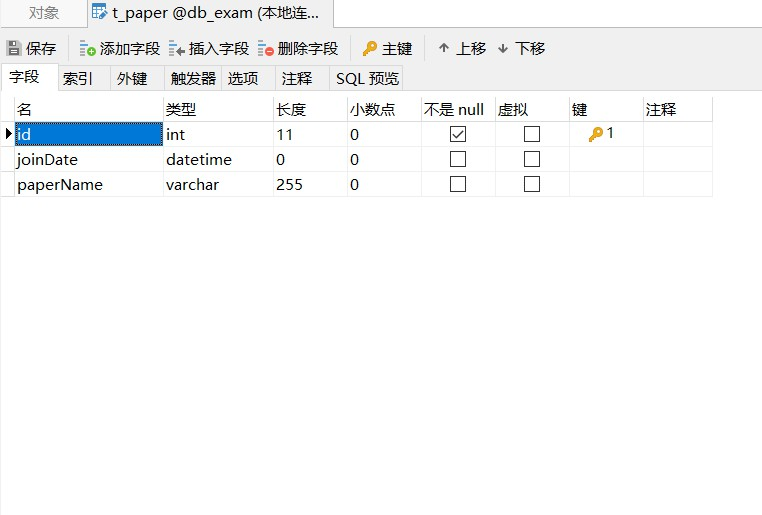 对象 t_paper @db_exam (本地连...
保存 添加字段 插入字段 删除字段 主键 上移 下移
字段 索引 外键 触发器 选项 注释 SQL 预览
名 类型 长度 小数点 不是 null 虚拟 键 注释
id int 11 0 1
joinDate datetime 0 0
paperName varchar 255 0